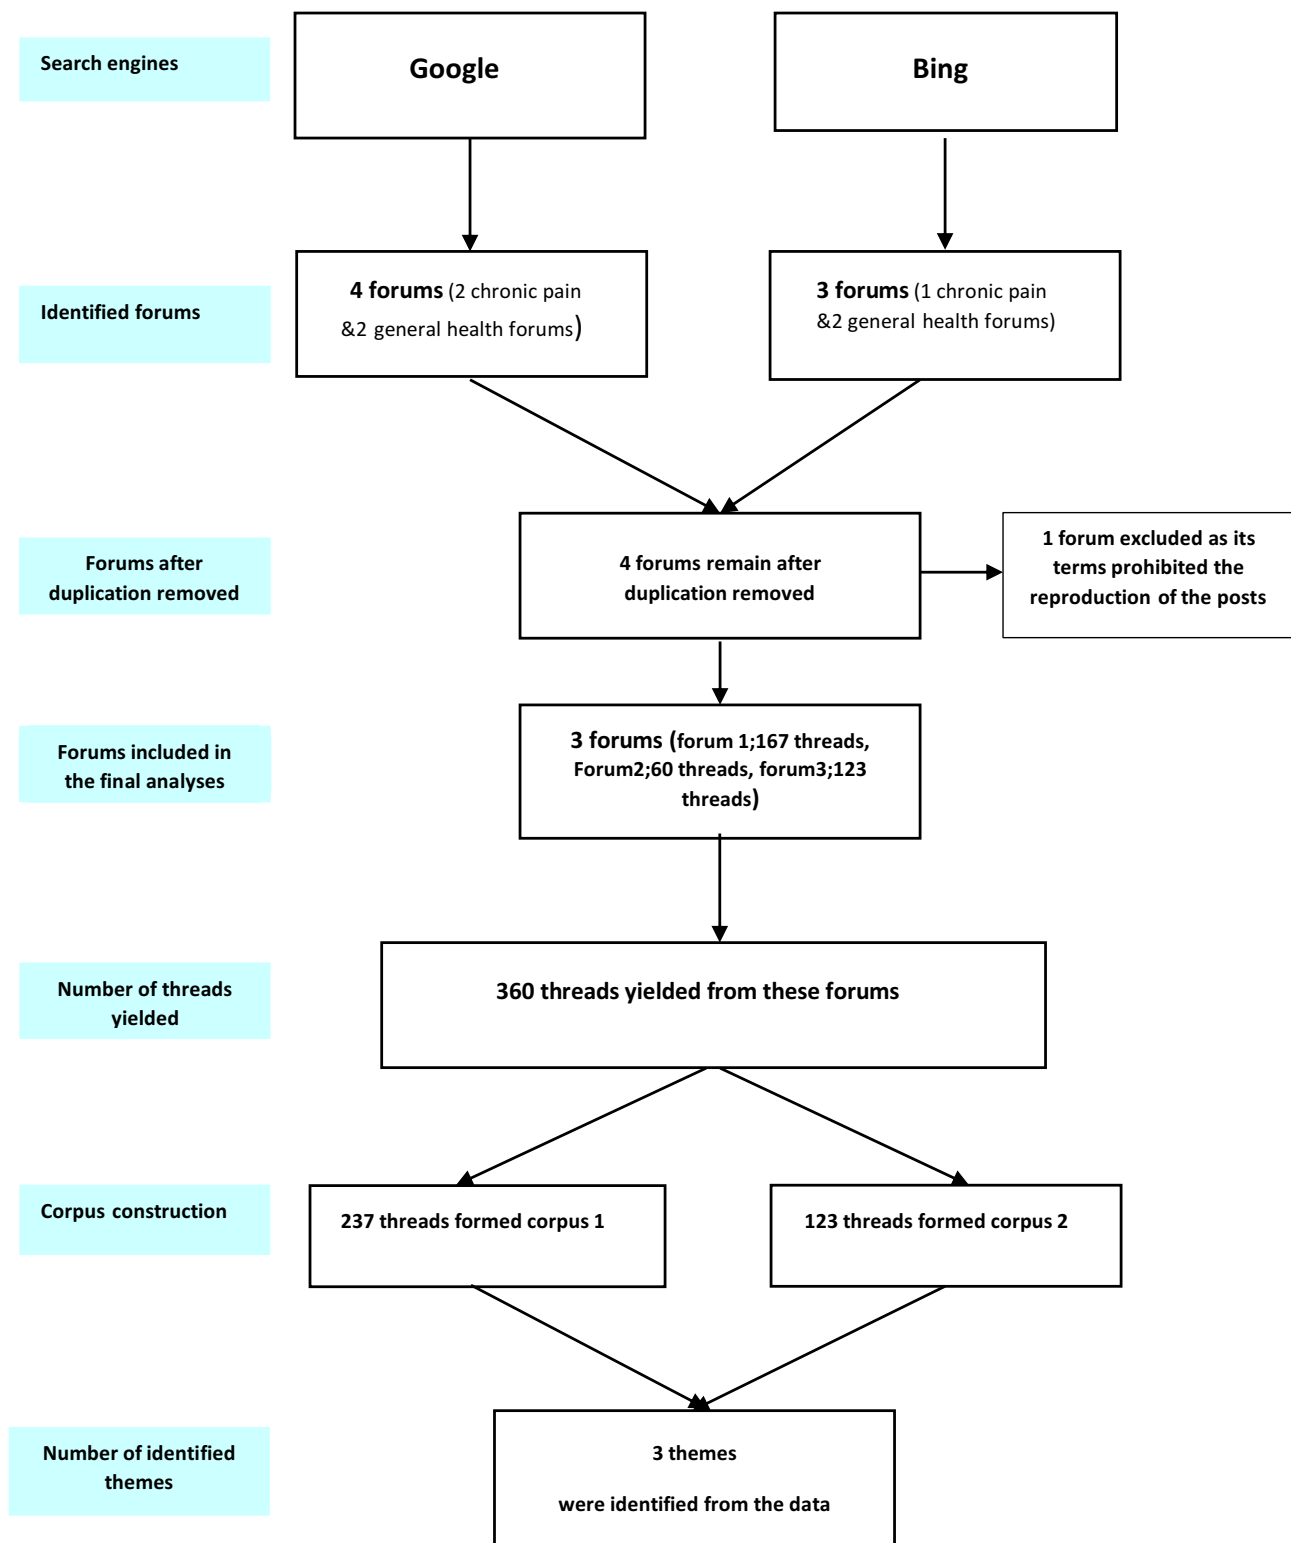 Search engines
Google
Bing
Identified forums
4 forums (2 chronic pain
&2 general health forums)
3 forums (1 chronic pain
&2 general health forums)
Forums after
duplication removed
4 forums remain after
duplication removed
1 forum excluded as its
terms prohibited the
reproduction of the posts
Forums included in
the final analyses
3 forums (forum 1;167 threads,
Forum2;60 threads, forum3;123
threads)
Number of threads
yielded
360 threads yielded from these forums
Corpus construction
237 threads formed corpus 1
123 threads formed corpus 2
Number of identified
themes
3 themes
were identified from the data